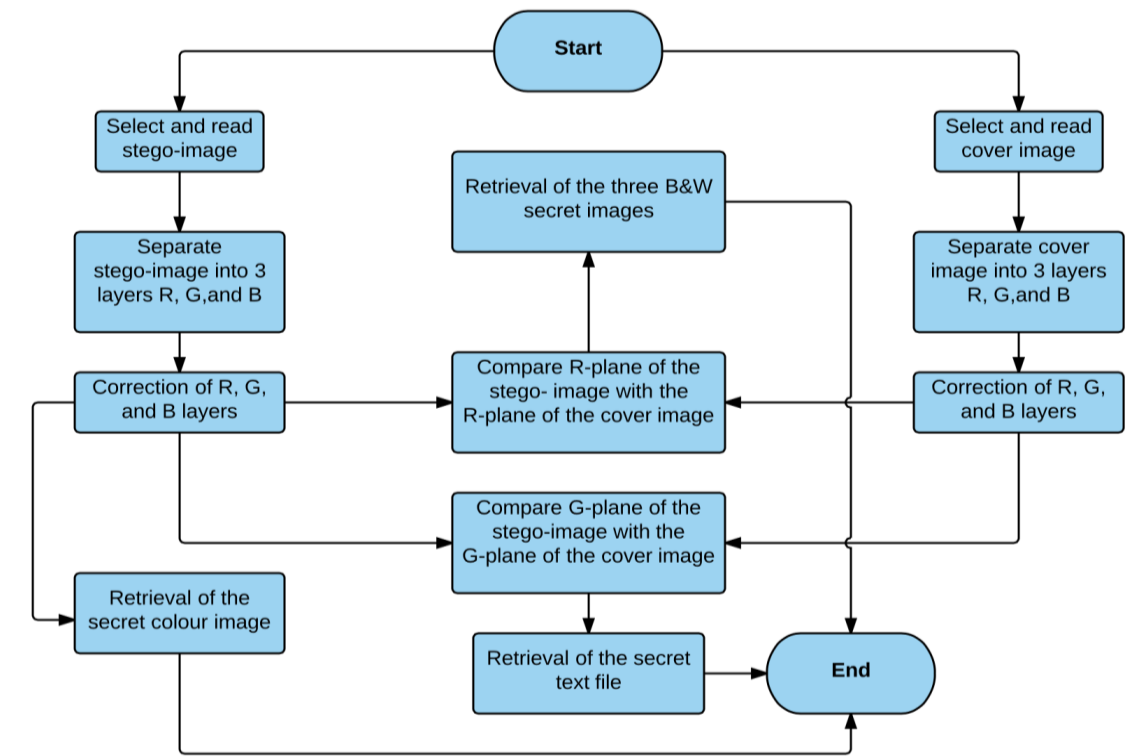 Start
Select and read
stego-image
Select and read
cover image
Retrieval of the three B&W
secret images
Separate
stego-image into 3
layers R, G,and B
Separate cover
image into 3 layers
R, G,and B
Correction of R, G,
and B layers
Compare R-plane of the
stego- image with the
R-plane of the cover image
Correction of R, G,
and B layers
Compare G-plane of the
stego-image with the
G-plane of the cover image
Retrieval of the
secret colour image
Retrieval of the secret
text file
End